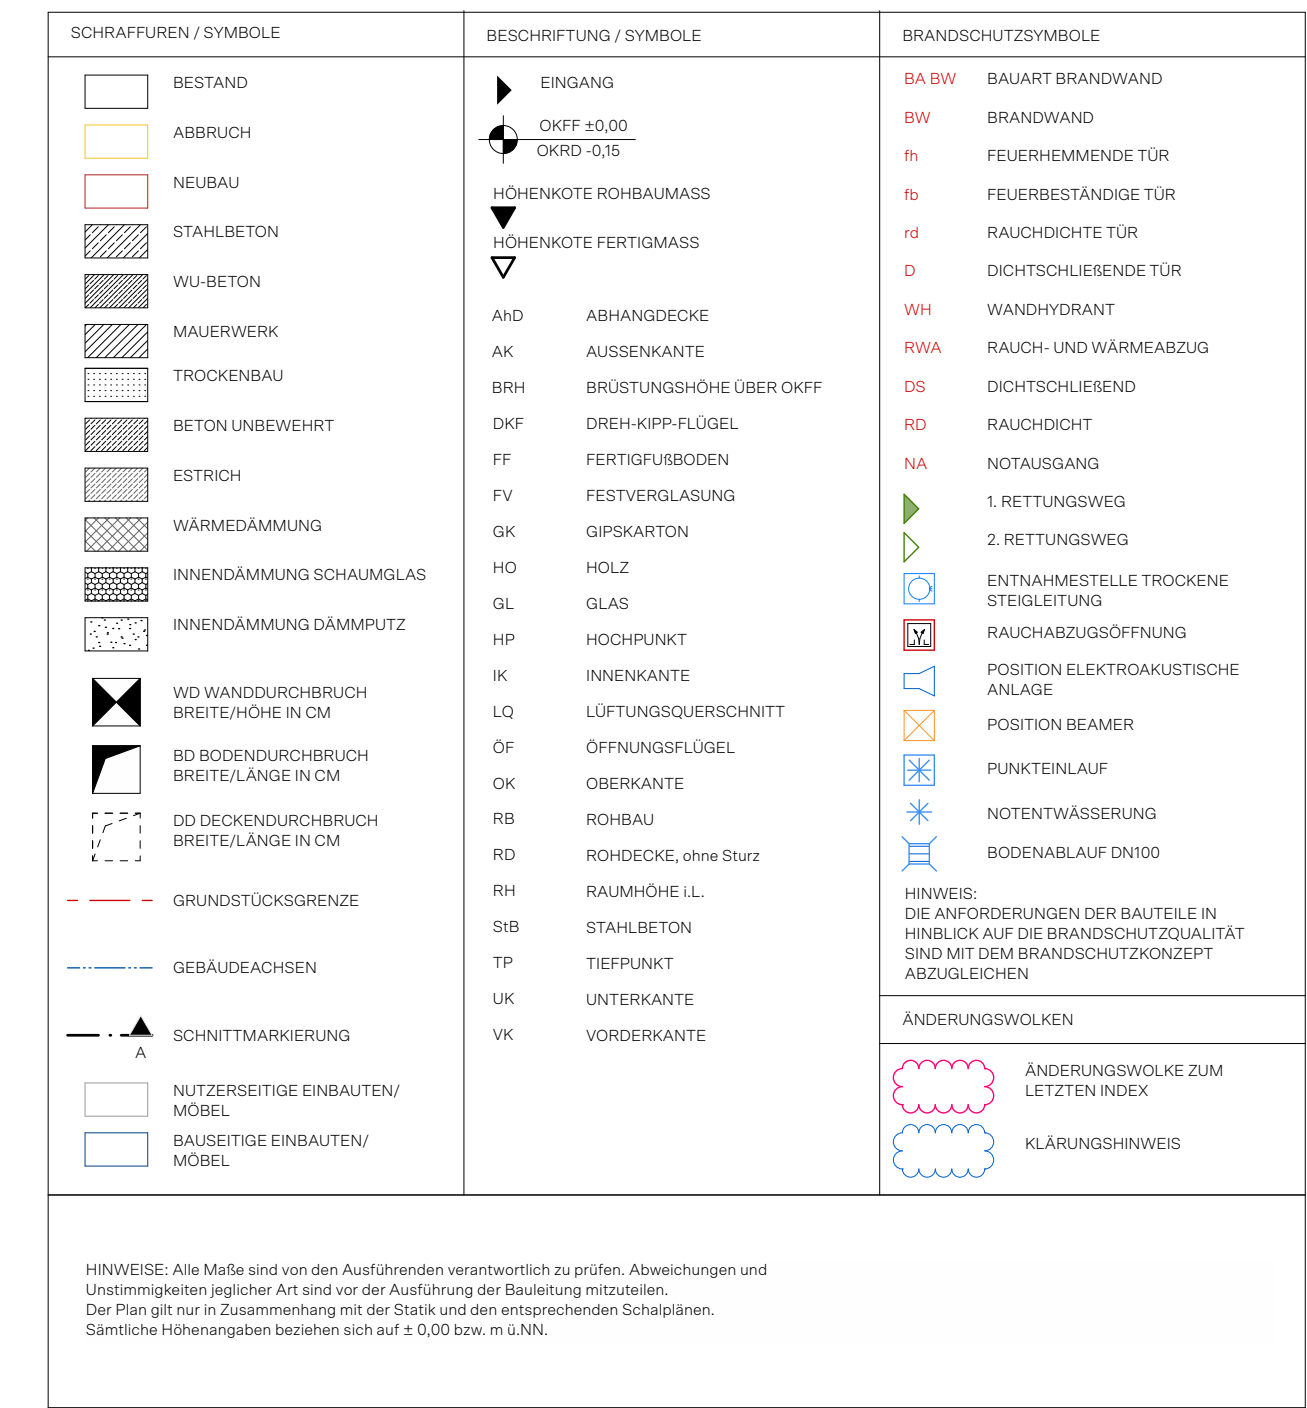 SCHRAFFUREN / SYMBOLE
BESTAND
ABBRUCH
NEUBAU
STAHLBETON
WU-BETON
MAUERWERK
TROCKENBAU
BETON UNBEWEHRT
ESTRICH
WÄRMEDÄMMUNG
INNENDÄMMUNG SCHAUMGLAS
INNENDÄMMUNG DÄMMPUTZ
WD WANDDURCHBRUCH
BREITE/HÖHE IN CM
BD BODENDURCHBRUCH
BREITE/LÄNGE IN CM
DD DECKENDURCHBRUCH
BREITE/LÄNGE IN CM
GRUNDSTÜCKSGRENZE
GEBÄUDEACHSEN
SCHNITTMARKIERUNG
A
NUTZERSEITIGE EINBAUTEN/
MÖBEL
BAUSEITIGE EINBAUTEN/
MÖBEL
BESCHRIFTUNG / SYMBOLE
EINGANG
OKFF ±0,00
OKRD -0,15
HÖHENKOTE ROHBAUMASS
HÖHENKOTE FERTIGMASS
AhD ABHANGDECKE
AK AUSSENKANTE
BRH BRÜSTUNGSHÖHE ÜBER OKFF
DKF DREH-KIPP-FLÜGEL
FF FERTIGFUßBODEN
FV FESTVERGLASUNG
GK GIPSKARTON
HO HOLZ
GL GLAS
HP HOCHPUNKT
IK INNENKANTE
LQ LÜFTUNGSQUERSCHNITT
ÖF ÖFFNUNGSFLÜGEL
OK OBERKANTE
RB ROHBAU
RD ROHDECKE, ohne Sturz
RH RAUMHÖHE i.L.
StB STAHLBETON
TP TIEFPUNKT
UK UNTERKANTE
VK VORDERKANTE
BRANDSCHUTZSYMBOLE
BA BW BAUART BRANDWAND
BW BRANDWAND
fh FEUERHEMMENDE TÜR
fb FEUERBESTÄNDIGE TÜR
rd RAUCHDICHTE TÜR
D DICHTSCHLIEßENDE TÜR
WH WANDHYDRANT
RWA RAUCH- UND WÄRMEABZUG
DS DICHTSCHLIEßEND
RD RAUCHDICHT
NA NOTAUSGANG
1. RETTUNGSWEG
2. RETTUNGSWEG
ENTNAHMESTELLE TROCKENE
STEIGLEITUNG
RAUCHABZUGSÖFFNUNG
POSITION ELEKTROAKUSTISCHE
ANLAGE
POSITION BEAMER
PUNKTEINLAUF
NOTENTWÄSSERUNG
BODENABLAUF DN100
HINWEIS:
DIE ANFORDERUNGEN DER BAUTEILE IN
HINBLICK AUF DIE BRANDSCHUTZQUALITÄT
SIND MIT DEM BRANDSCHUTZKONZEPT
ABZUGLEICHEN
ÄNDERUNGSWOLKEN
ÄNDERUNGSWOLKE ZUM
LETZTEN INDEX
KLÄRUNGSHINWEIS
HINWEISE: Alle Maße sind von den Ausführenden verantwortlich zu prüfen. Abweichungen und
Unstimmigkeiten jeglicher Art sind vor der Ausführung der Bauleitung mitzuteilen.
Der Plan gilt nur in Zusammenhang mit der Statik und den entsprechenden Schalplänen.
Sämtliche Höhenangaben beziehen sich auf ± 0,00 bzw. m ü.NN.